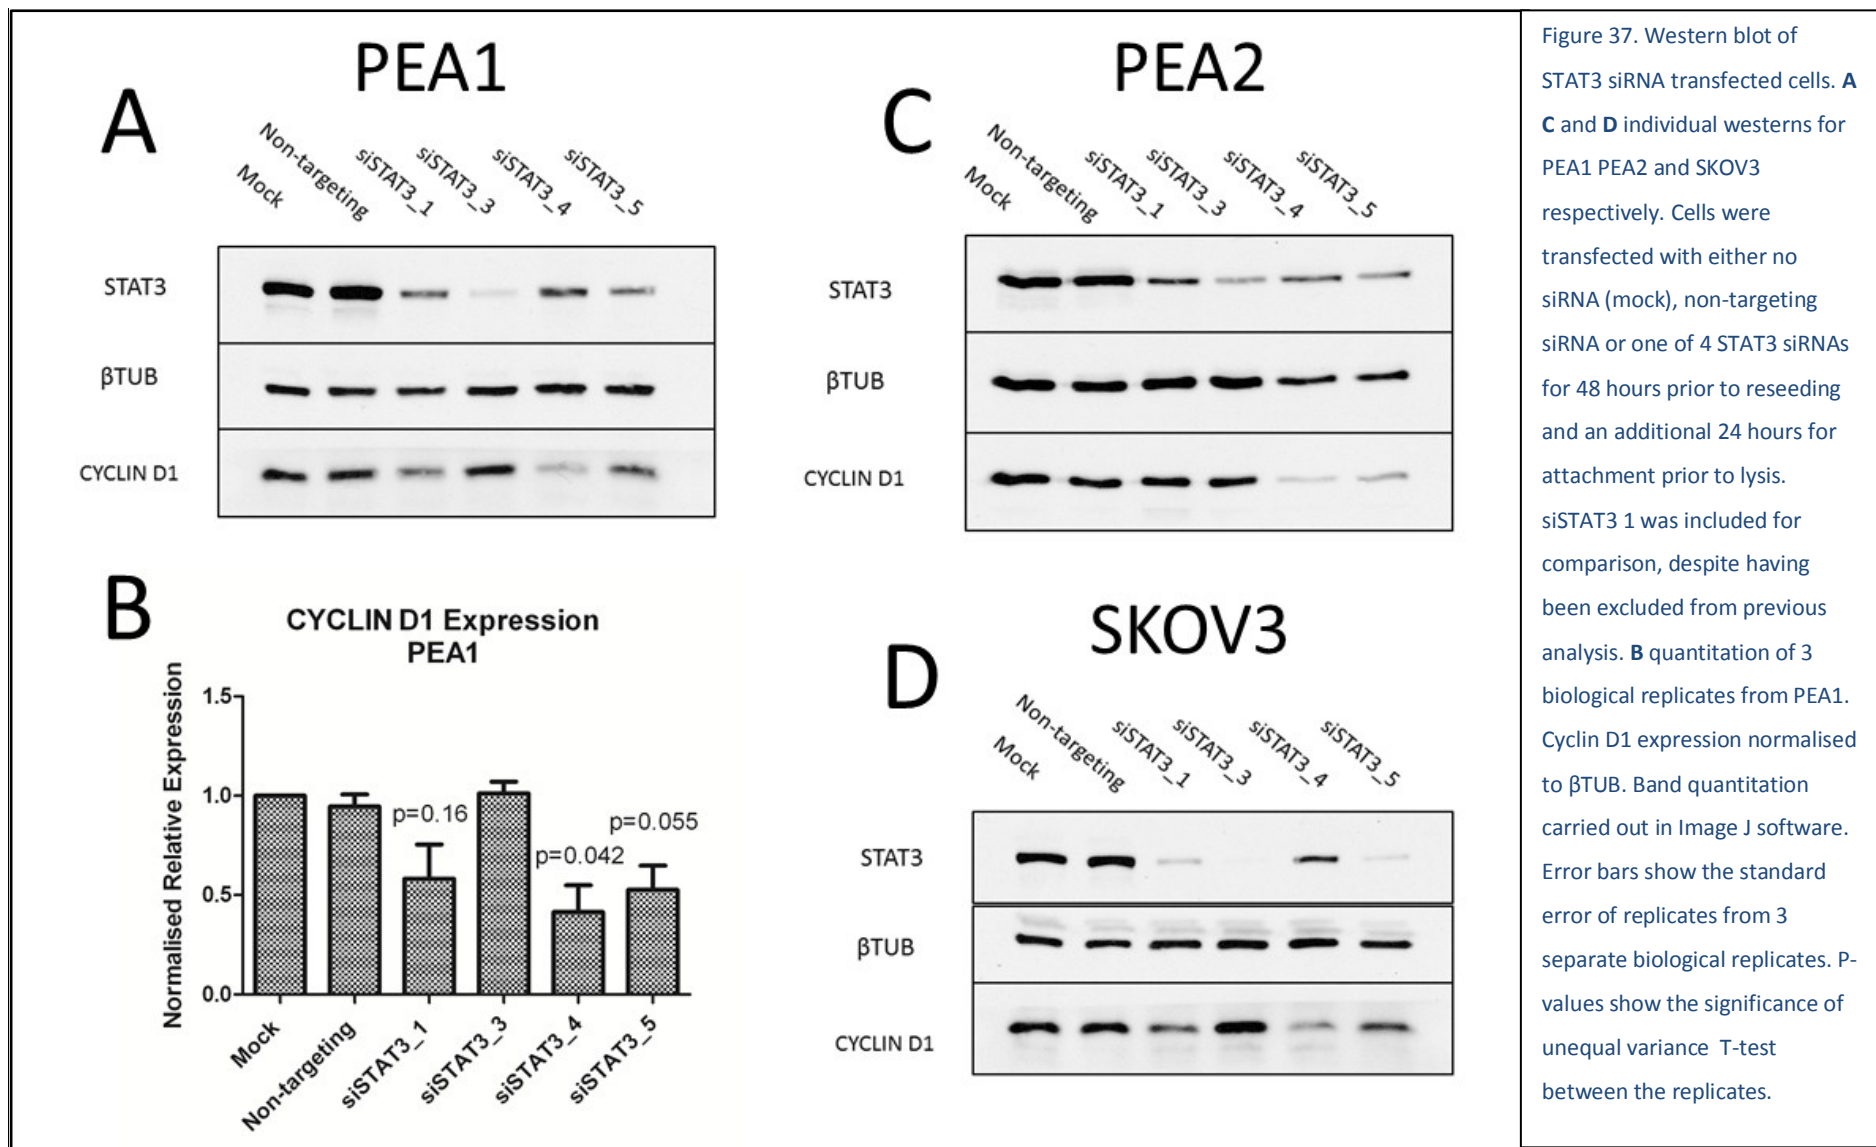 PEA1
A
Mock
Non-targeting
siSTAT3_1
siSTAT3_3
siSTAT3_4
siSTAT3_5
STAT3
βTUB
CYCLIN D1
B
CYCLIN D1 Expression
PEA1
Normalised Relative Expression
1.5
1.0
0.5
0.0
p=0.16
p=0.042
p=0.055
Mock
Non-targeting
siSTAT3_1
siSTAT3_3
siSTAT3_4
siSTAT3_5
PEA2
C
Mock
Non-targeting
siSTAT3_1
siSTAT3_3
siSTAT3_4
siSTAT3_5
STAT3
βTUB
CYCLIN D1
SKOV3
D
Mock
Non-targeting
siSTAT3_1
siSTAT3_3
siSTAT3_4
siSTAT3_5
STAT3
βTUB
CYCLIN D1
Figure 37. Western blot of
STAT3 siRNA transfected cells. A
C and D individual westerns for
PEA1 PEA2 and SKOV3
respectively. Cells were
transfected with either no
siRNA (mock), non-targeting
siRNA or one of 4 STAT3 siRNAs
for 48 hours prior to reseeding
and an additional 24 hours for
attachment prior to lysis.
siSTAT3 1 was included for
comparison, despite having
been excluded from previous
analysis. B quantitation of 3
biological replicates from PEA1.
Cyclin D1 expression normalised
to βTUB. Band quantitation
carried out in Image J software.
Error bars show the standard
error of replicates from 3
separate biological replicates. P-
values show the significance of
unequal variance T-test
between the replicates.